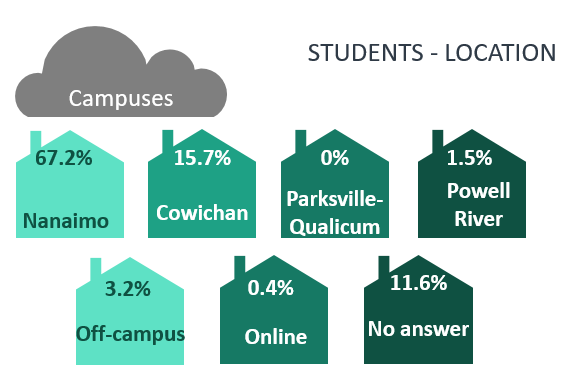 STUDENTS - LOCATION
Campuses
67.2%
Nanaimo
15.7%
Cowichan
0%
Parksville-
Qualicum
1.5%
Powell
River
3.2%
Off-campus
0.4%
Online
11.6%
No answer